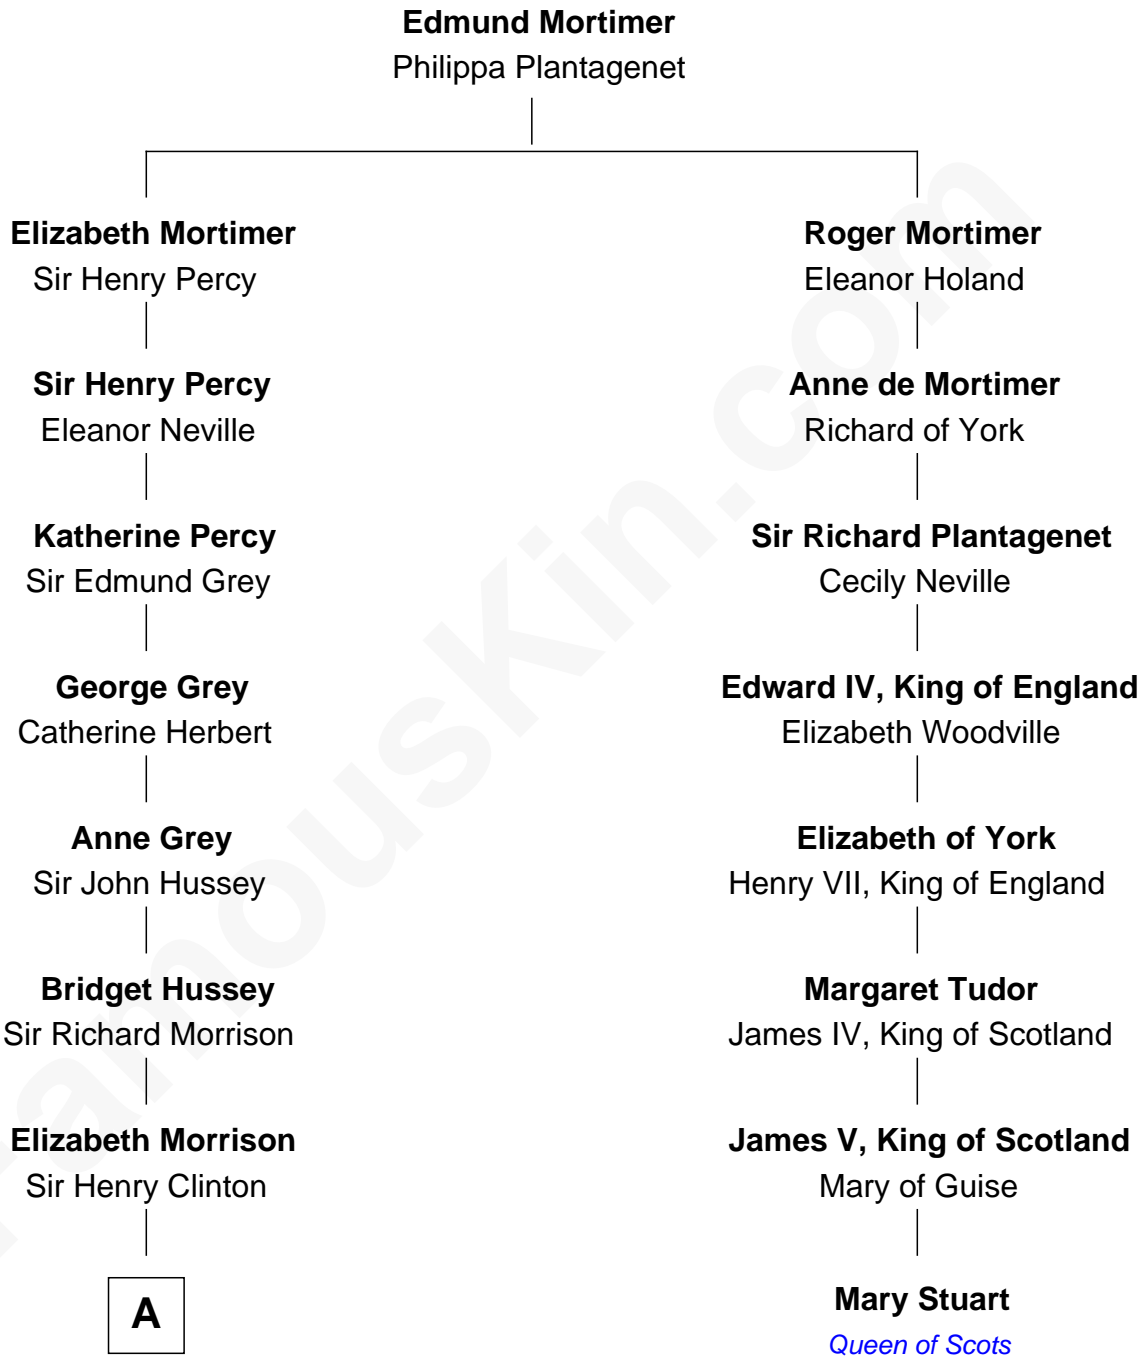 Edmund Mortimer
Philippa Plantagenet
Elizabeth Mortimer
Sir Henry Percy
Roger Mortimer
Eleanor Holand
Sir Henry Percy
Eleanor Neville
Anne de Mortimer
Richard of York
Katherine Percy
Sir Edmund Grey
Sir Richard Plantagenet
Cecily Neville
George Grey
Catherine Herbert
Edward IV, King of England
Elizabeth Woodville
Anne Grey
Sir John Hussey
Elizabeth of York
Henry VII, King of England
Bridget Hussey
Sir Richard Morrison
Margaret Tudor
James IV, King of Scotland
Elizabeth Morrison
Sir Henry Clinton
James V, King of Scotland
Mary of Guise
A
Mary Stuart
Queen of Scots
FamousKin.com